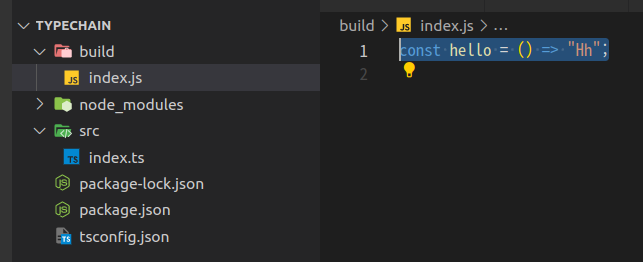 TYPECHAIN
build
JS index.js
node_modules
src
TS index.ts
package-lock.json
package.json
TS tsconfig.json
build > JS index.js > ...
1 const hello = () => "Hh";
2